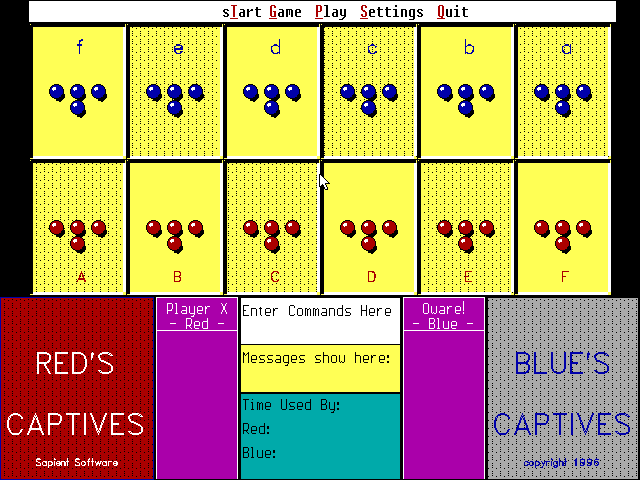 sTart Game Play Settings Quit
f e d c b a
A B C D E F
Player X
- Red -
Enter Commands Here
Ouare!
- Blue -
Messages show here:
RED'S
CAPTIVES
Sapient Software
Time Used By:
Red:
Blue:
BLUE'S
CAPTIVES
copyright 1996